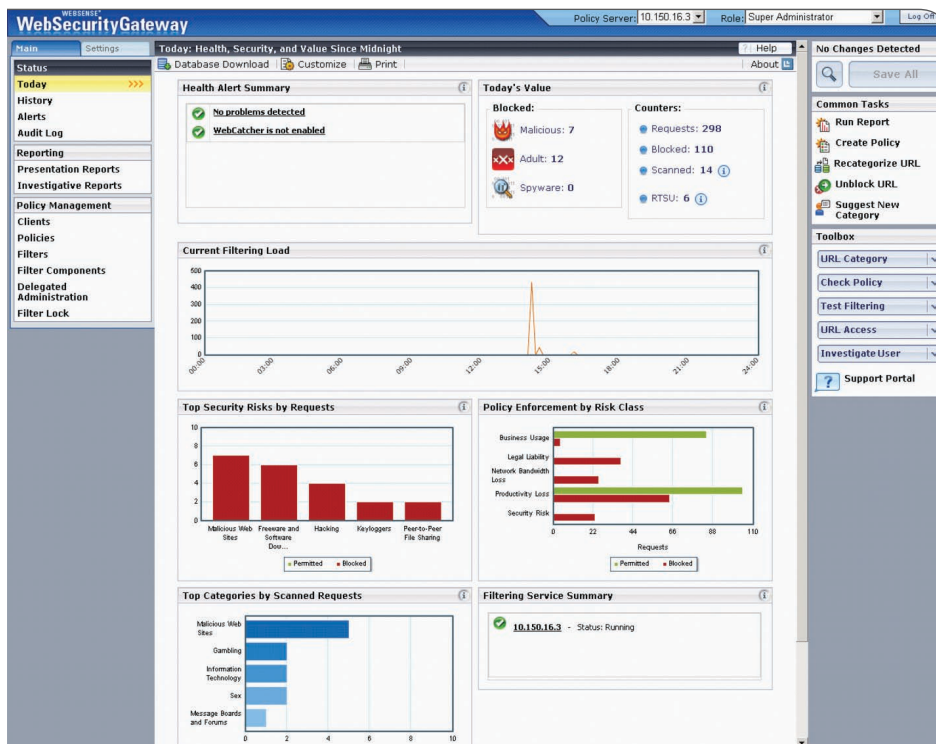 WEBSENSE®
WebSecurityGateway
Policy Server: 10.150.16.3 Role: Super Administrator Log Off
Main Settings
Status
Today >>>
History
Alerts
Audit Log
Reporting
Presentation Reports
Investigative Reports
Policy Management
Clients
Policies
Filters
Filter Components
Delegated
Administration
Filter Lock
Today: Health, Security, and Value Since Midnight
? Help
Database Download Customize Print
About
Health Alert Summary
No problems detected
WebCatcher is not enabled
Today's Value
Blocked:
Malicious: 7
xXx
Adult: 12
Spyware: 0
Counters:
Requests: 298
Blocked: 110
Scanned: 14
RTSU: 6
Current Filtering Load
500
400
300
200
100
0
00:00 03:00 06:00 09:00 12:00 15:00 18:00 21:00 24:00
Top Security Risks by Requests
10
8
6
4
2
0
Malicious Web Sites
Freeware and Software Dow...
Hacking
Keyloggers
Peer-to-Peer File Sharing
Permitted Blocked
Policy Enforcement by Risk Class
Business Usage
Legal Liability
Network Bandwidth
Loss
Productivity Loss
Security Risk
0 22 44 66 88 110
Requests
Permitted Blocked
Top Categories by Scanned Requests
Malicious Web
Sites
Gambling
Information
Technology
Sex
Message Boards
and Forums
0 2 4 6 8 10
Filtering Service Summary
10.150.16.3 - Status: Running
No Changes Detected
Save All
Common Tasks
Run Report
Create Policy
Recategorize URL
Unblock URL
Suggest New
Category
Toolbox
URL Category
Check Policy
Test Filtering
URL Access
Investigate User
? Support Portal